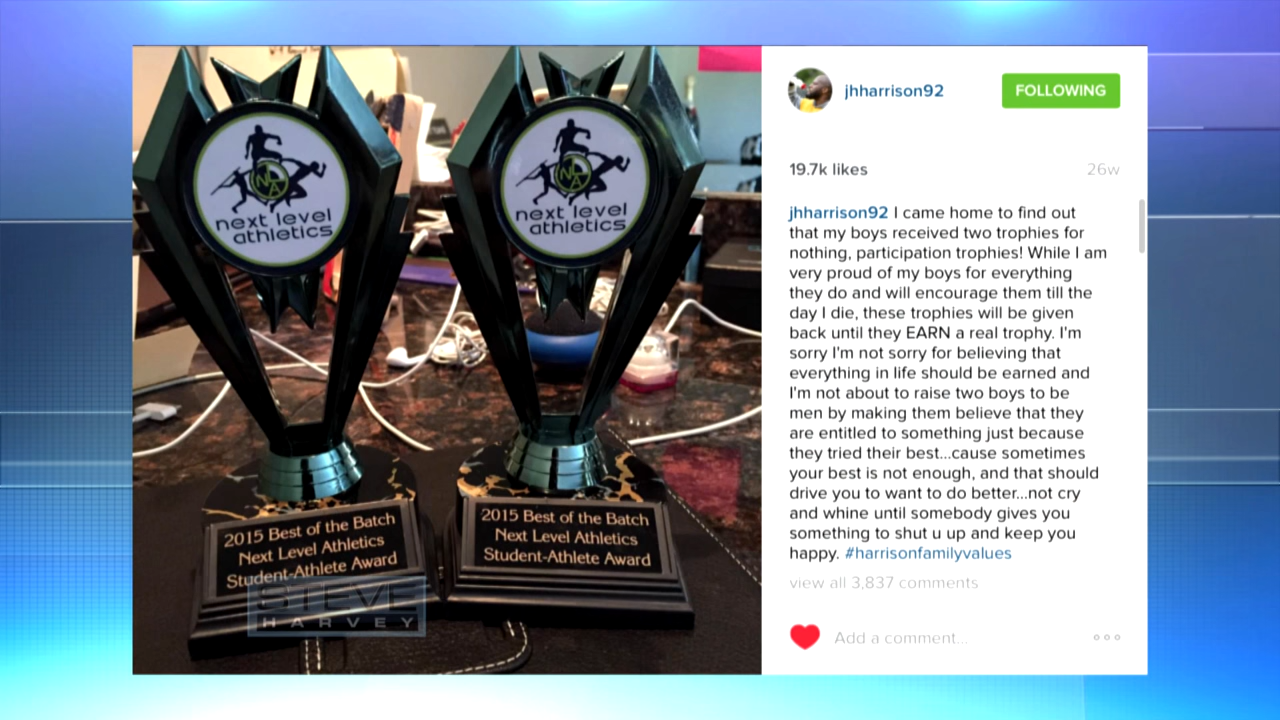 next level
athletics
next level
athletics
2015 Best of the Batch
Next Level Athletics
Student-Athlete Award
2015 Best of the Batch
Next Level Athletics
Student-Athlete Award
STEVE
HARVEY
jhharrison92
FOLLOWING
19.7k likes
26w
jhharrison92 I came home to find out
that my boys received two trophies for
nothing, participation trophies! While I am
very proud of my boys for everything
they do and will encourage them till the
day I die, these trophies will be given
back until they EARN a real trophy. I'm
sorry I'm not sorry for believing that
everything in life should be earned and
I'm not about to raise two boys to be
men by making them believe that they
are entitled to something just because
they tried their best...cause sometimes
your best is not enough, and that should
drive you to want to do better...not cry
and whine until somebody gives you
something to shut u up and keep you
happy. #harrisonfamilyvalues
view all 3,837 comments
Add a comment...